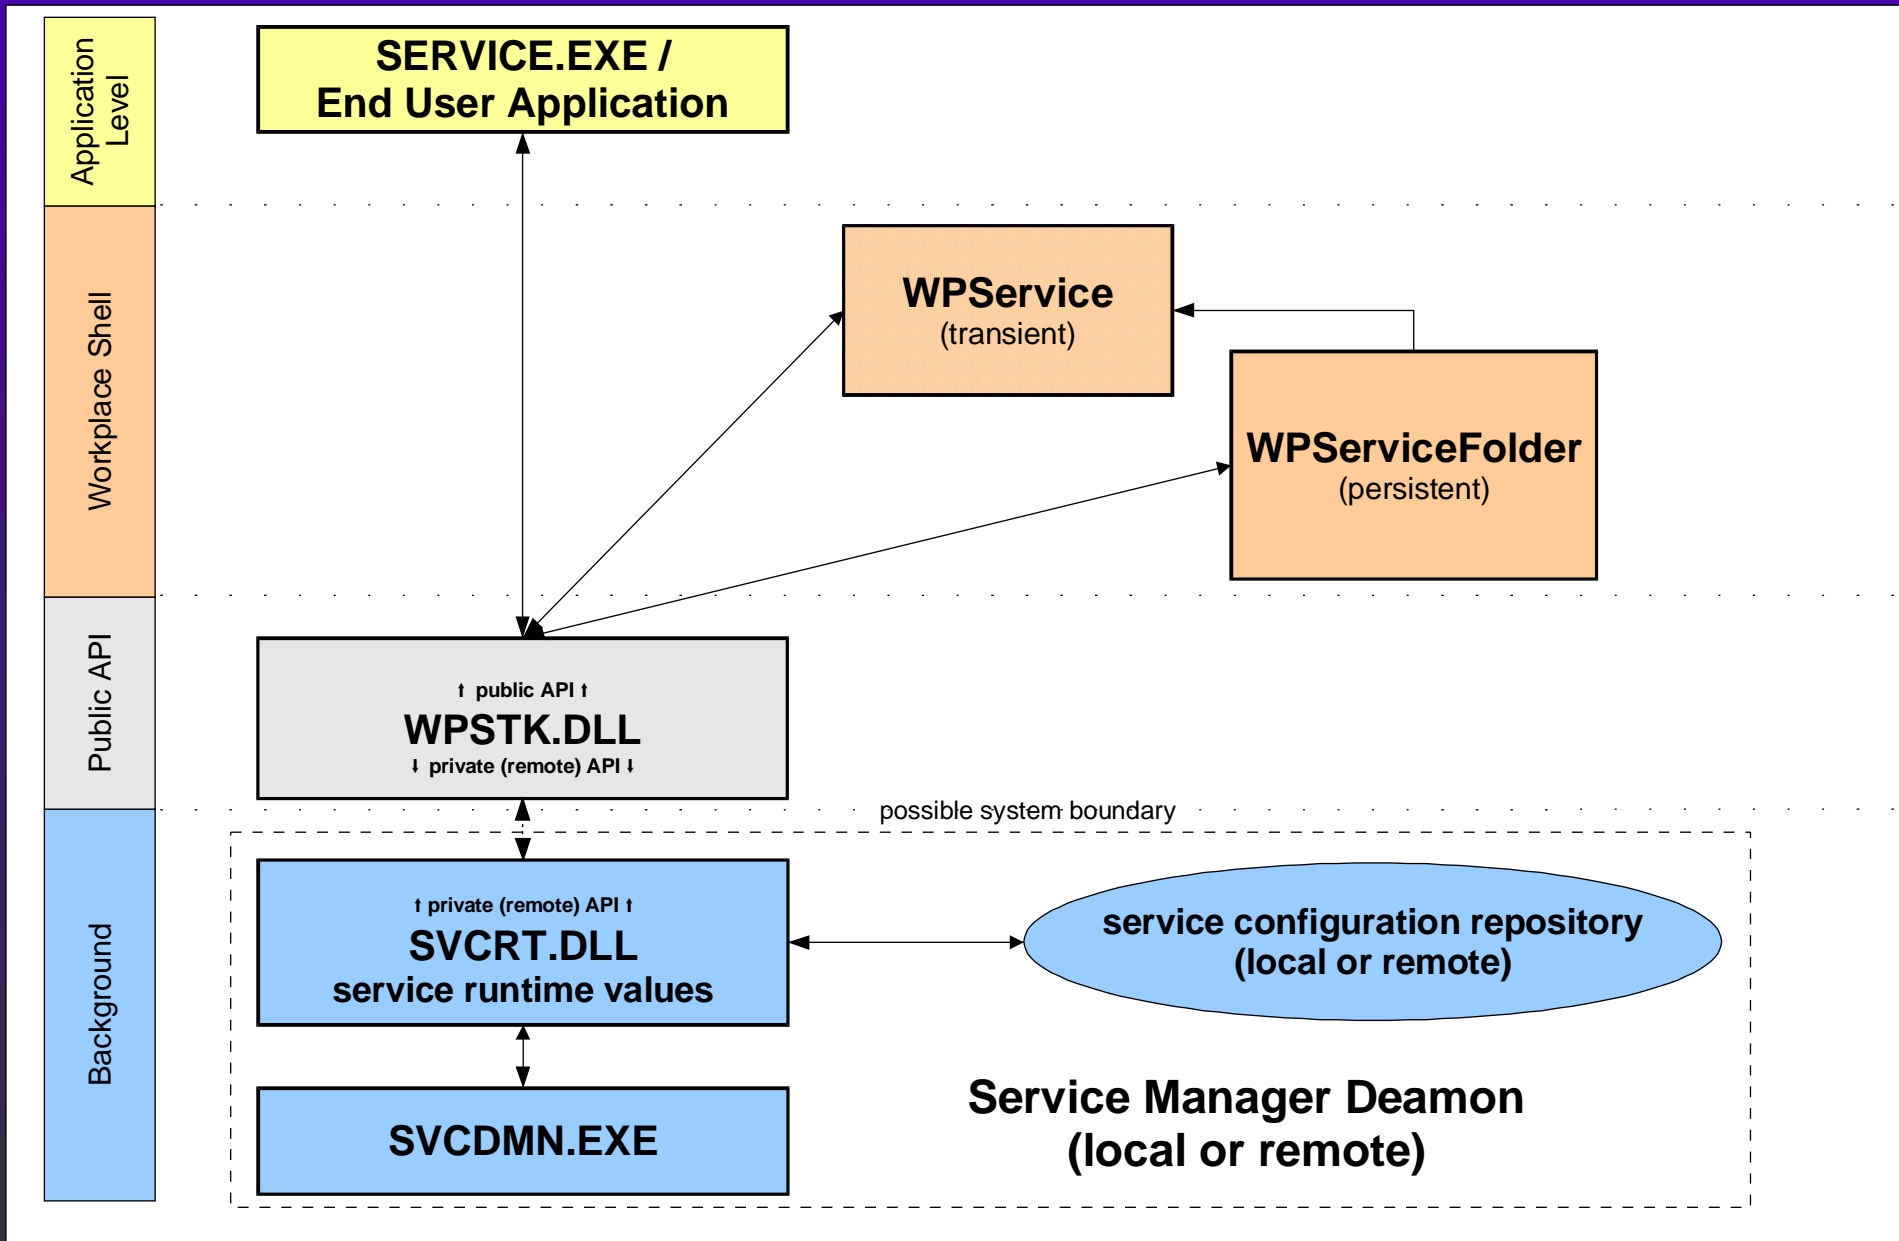 Application
Level
SERVICE.EXE /
End User Application
Workplace Shell
WPService
(transient)
WPServiceFolder
(persistent)
Public API
↑ public API ↑
WPSTK.DLL
↓ private (remote) API ↓
possible system boundary
Background
↑ private (remote) API ↑
SVCRT.DLL
service runtime values
service configuration repository
(local or remote)
SVCDMN.EXE
Service Manager Deamon
(local or remote)